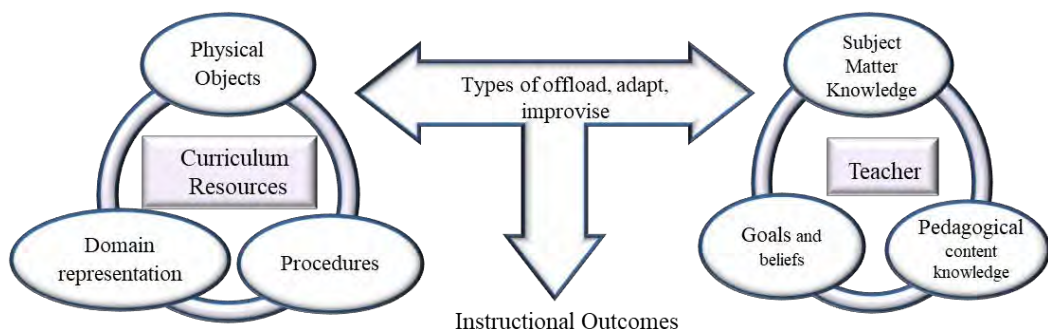 Physical
Objects
Curriculum
Resources
Domain
representation
Procedures
Types of offload, adapt,
improvise
Instructional Outcomes
Subject
Matter
Knowledge
Teacher
Goals and
beliefs
Pedagogical
content
knowledge